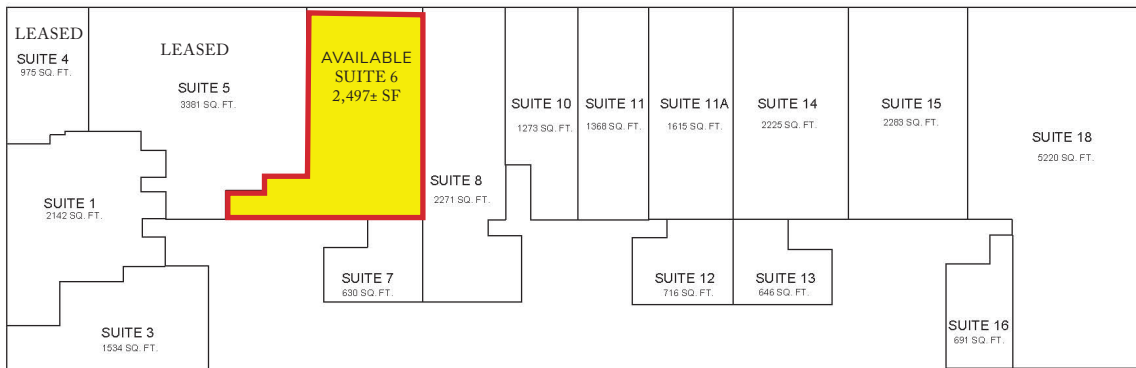 LEASED
SUITE 4
975 SQ. FT.
LEASED
SUITE 5
3381 SQ. FT.
AVAILABLE
SUITE 6
2,497± SF
SUITE 10
1273 SQ. FT.
SUITE 11
1368 SQ. FT.
SUITE 11A
1615 SQ. FT.
SUITE 14
2225 SQ. FT.
SUITE 15
2283 SQ. FT.
SUITE 18
5220 SQ. FT.
SUITE 1
2142 SQ. FT.
SUITE 8
2271 SQ. FT.
SUITE 7
630 SQ. FT.
SUITE 12
716 SQ. FT.
SUITE 13
646 SQ. FT.
SUITE 3
1534 SQ. FT.
SUITE 16
691 SQ. FT.